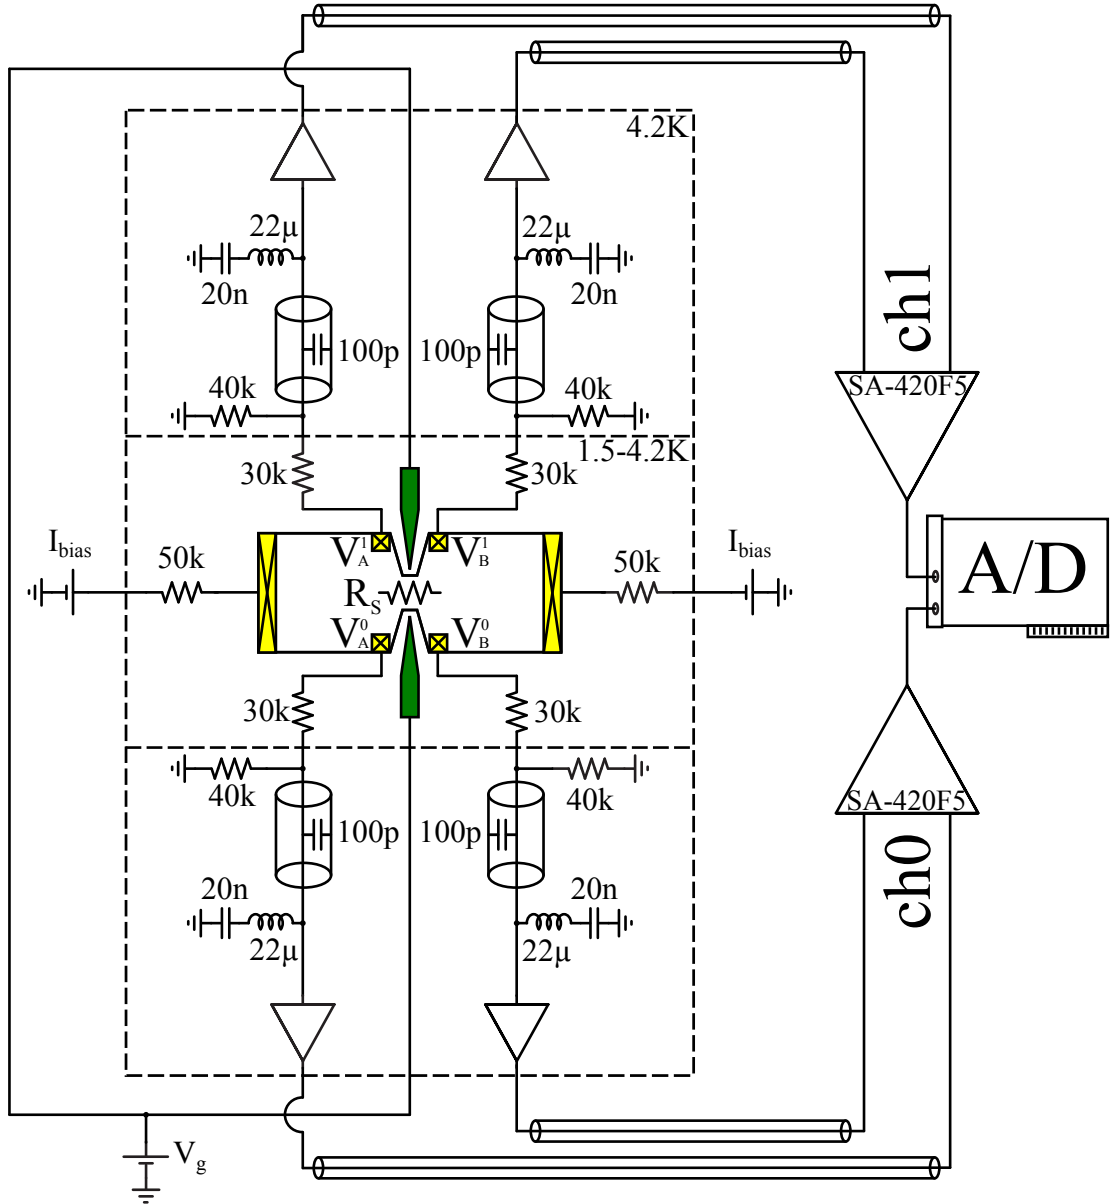 4.2K
22μ 22μ
20n 20n
100p 100p
40k 40k
ch1
SA-420F5
1.5-4.2K
30k 30k
I_bias V_A^1 V_B^1 I_bias
50k 50k
R_S
A/D
V_A^0 V_B^0
30k 30k
40k 40k
SA-420F5
100p 100p
ch0
20n 20n
22μ 22μ
V_g